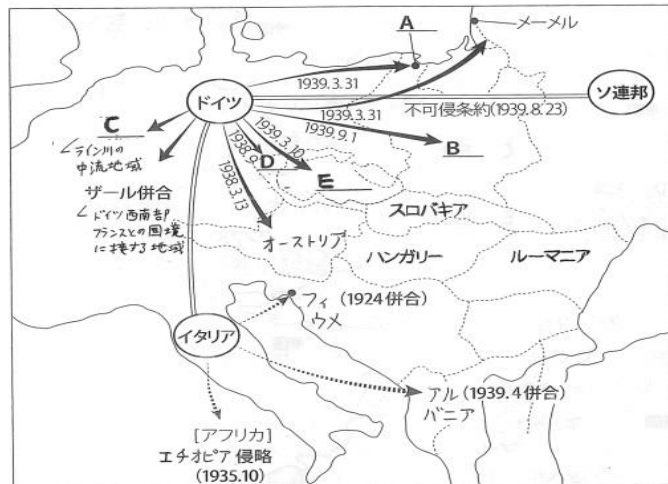 A
メーメル
1939.3.31
ドイツ
ソ連邦
不可侵条約(1939.8.23)
1939.3.31
1939.9.1
1939.3.10
1938.9
1938.3.13
C
ライン川の
中流地域
B
D
E
ザール併合
ドイツ西南部
フランスとの国境
に接する地域
スロバキア
オーストリア
ハンガリー
ルーマニア
フィ(1924併合)
ウメ
イタリア
アル(1939.4併合)
バニア
[アフリカ]
エチオピア侵略
(1935.10)